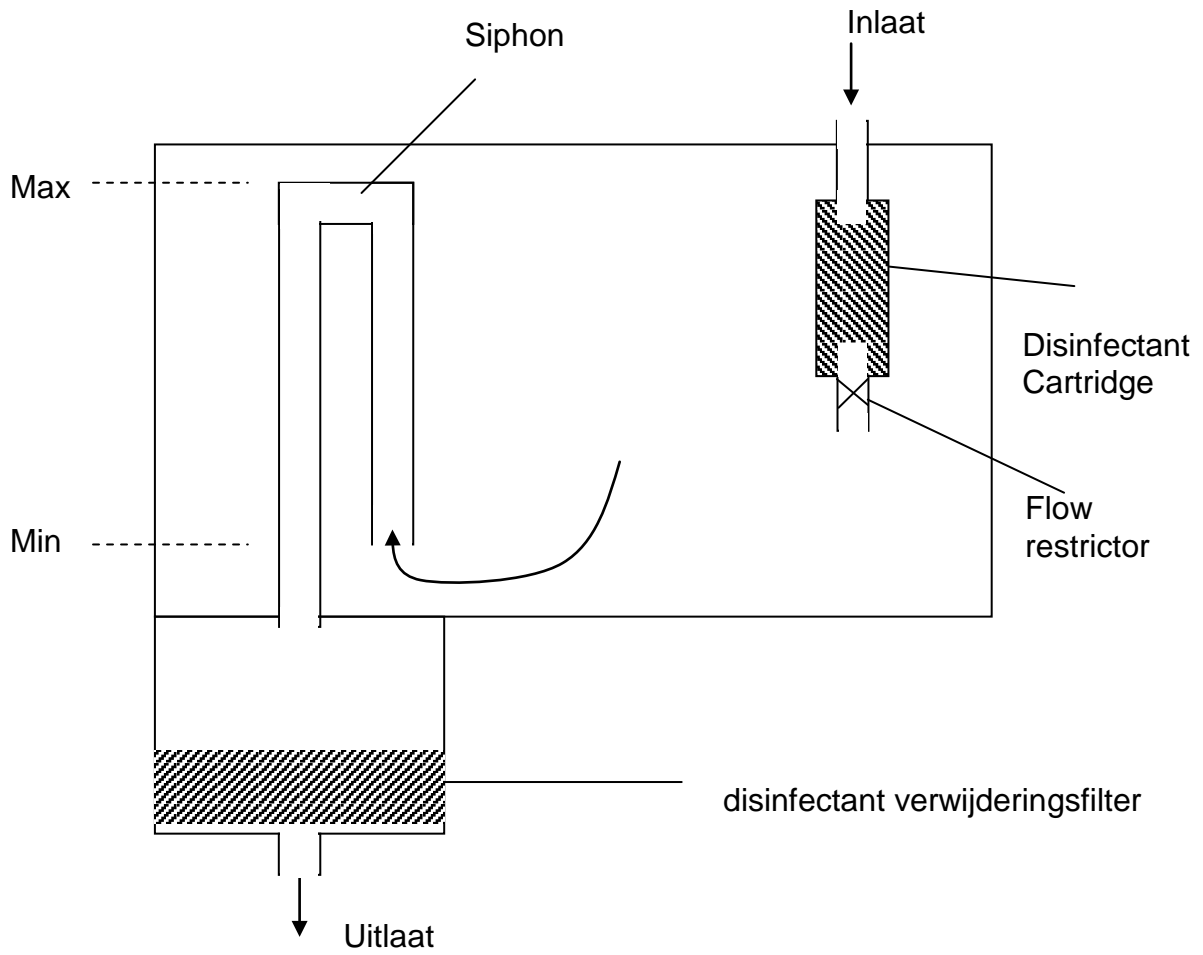 Inlaat
Siphon
Max
Disinfectant
Cartridge
Flow
restrictor
Min
disinfectant verwijderingsfilter
Uitlaat